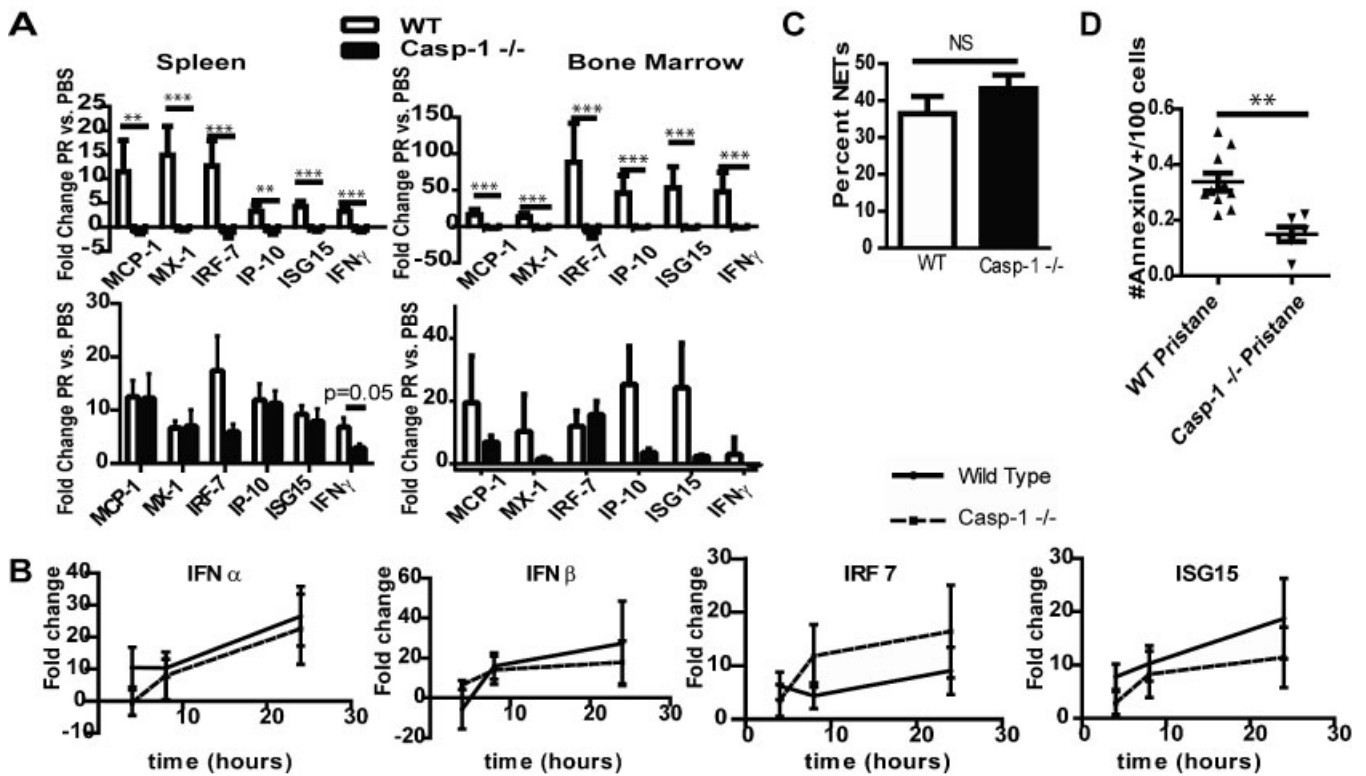 A
WT
Casp-1 -/-
Spleen
Bone Marrow
Fold Change PR vs. PBS
25
20
15
10
5
0
-5
**
***
***
**
***
***
MCP-1
MX-1
IRF-7
IP-10
ISG15
IFNγ
Fold Change PR vs. PBS
150
100
50
0
-50
***
***
***
***
***
***
MCP-1
MX-1
IRF-7
IP-10
ISG15
IFNγ
Fold Change PR vs. PBS
30
20
10
0
p=0.05
MCP-1
MX-1
IRF-7
IP-10
ISG15
IFNγ
Fold Change PR vs. PBS
40
20
0
MCP-1
MX-1
IRF-7
IP-10
ISG15
IFNγ
C
NS
Percent NETs
50
40
30
20
10
0
WT
Casp-1 -/-
D
**
#AnnexinV+/100 cells
0.6
0.4
0.2
0.0
WT Pristane
Casp-1 -/- Pristane
Wild Type
Casp-1 -/-
B
IFN α
Fold change
40
30
20
10
0
-10
10
20
30
time (hours)
IFN β
Fold change
60
40
20
0
-20
10
20
30
time (hours)
IRF 7
Fold change
30
20
10
0
0
10
20
30
time (hours)
ISG15
Fold change
30
20
10
0
0
10
20
30
time (hours)